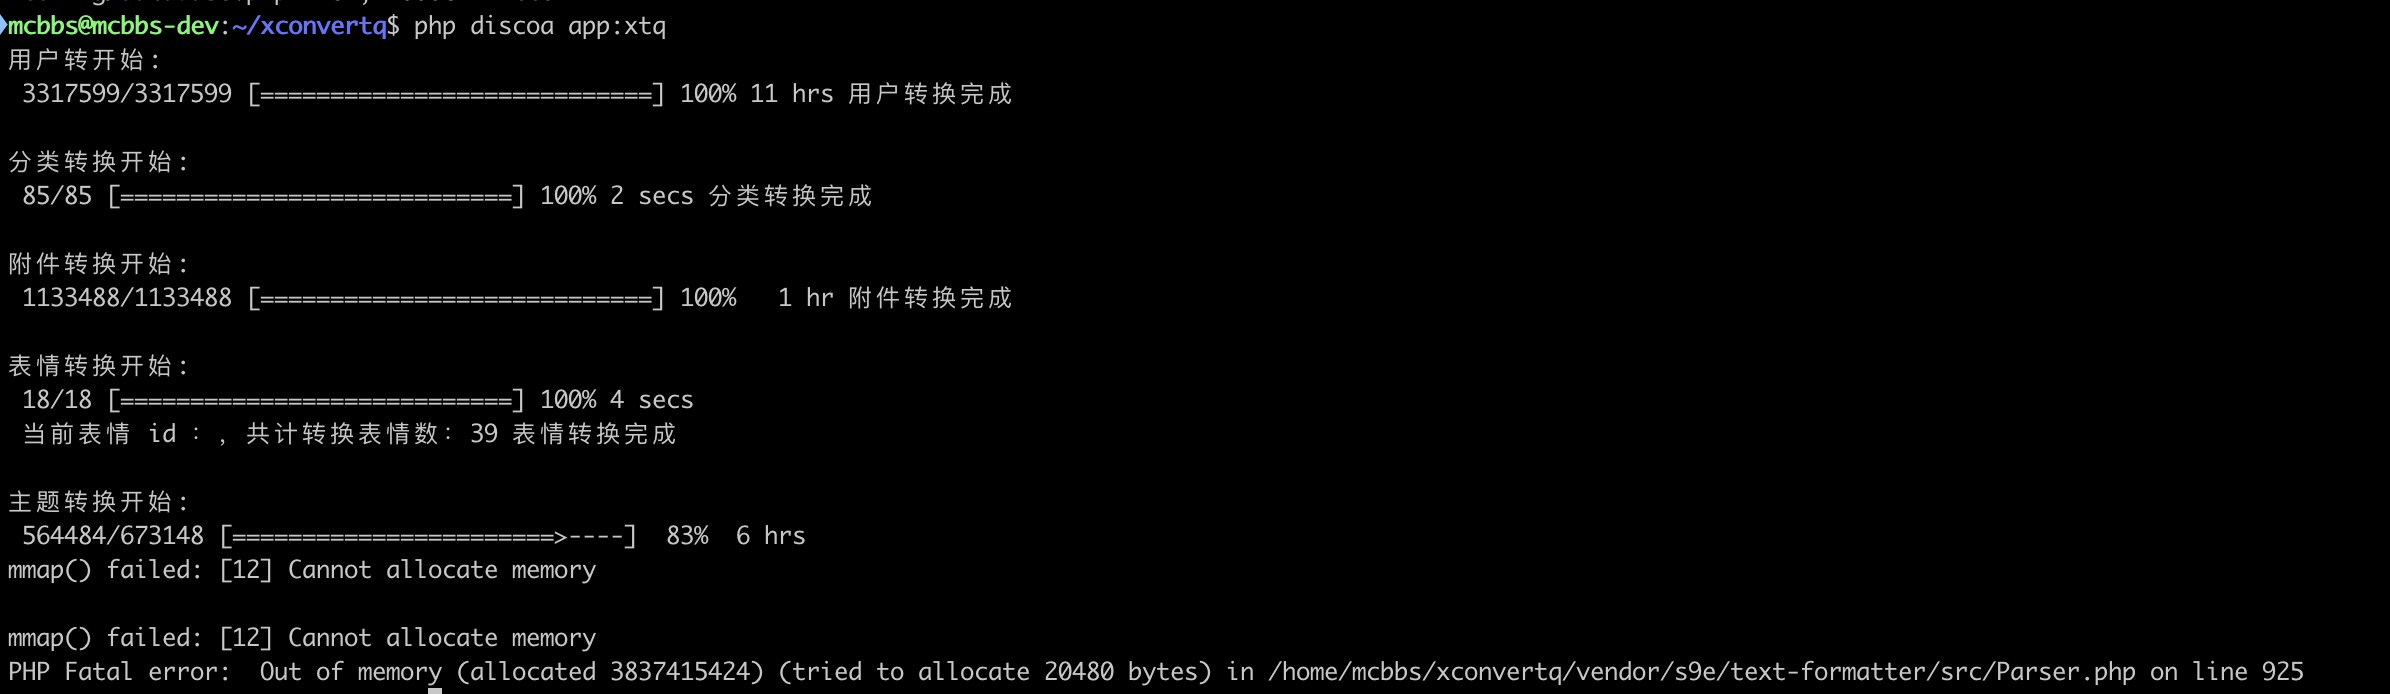 mcbbs@mcbbs-dev:~/xconvertq$ php discoa app:xtq
用户转开始:
3317599/3317599 [============================] 100% 11 hrs 用户转换完成
分类转换开始:
85/85 [============================] 100% 2 secs 分类转换完成
附件转换开始:
1133488/1133488 [============================] 100%   1 hr 附件转换完成
表情转换开始:
18/18 [============================] 100% 4 secs
当前表情 id : , 共计转换表情数: 39 表情转换完成
主题转换开始:
564484/673148 [=======================>----]  83%  6 hrs
mmap() failed: [12] Cannot allocate memory
mmap() failed: [12] Cannot allocate memory
PHP Fatal error:  Out of memory (allocated 3837415424) (tried to allocate 20480 bytes) in /home/mcbbs/xconvertq/vendor/s9e/text-formatter/src/Parser.php on line 925